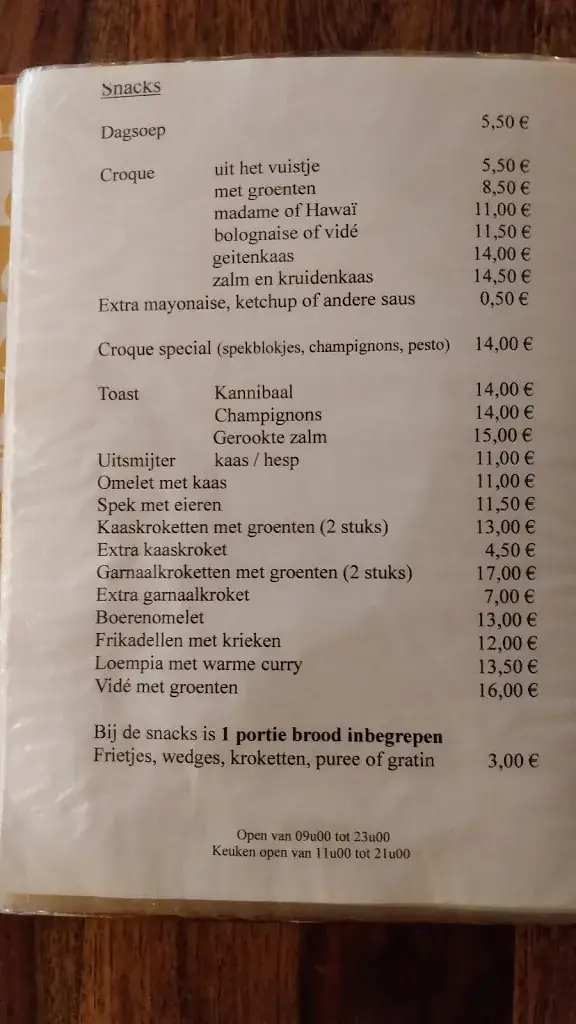 Snacks
Dagsoep 5,50 €
Croque uit het vuistje 5,50 €
met groenten 8,50 €
madame of Hawaï 11,00 €
bolognaise of vidé 11,50 €
geitenkaas 14,00 €
zalm en kruidenkaas 14,50 €
Extra mayonaise, ketchup of andere saus 0,50 €
Croque special (spekblokjes, champignons, pesto) 14,00 €
Toast Kannibaal 14,00 €
Champignons 14,00 €
Gerookte zalm 15,00 €
Uitsmijter kaas / hesp 11,00 €
Omelet met kaas 11,00 €
Spek met eieren 11,50 €
Kaaskroketten met groenten (2 stuks) 13,00 €
Extra kaaskroket 4,50 €
Garnaalkroketten met groenten (2 stuks) 17,00 €
Extra garnaalkroket 7,00 €
Boerenomelet 13,00 €
Frikadellen met krieken 12,00 €
Loempia met warme curry 13,50 €
Vidé met groenten 16,00 €
Bij de snacks is 1 portie brood inbegrepen
Frietjes, wedges, kroketten, puree of gratin 3,00 €
Open van 09u00 tot 23u00
Keuken open van 11u00 tot 21u00